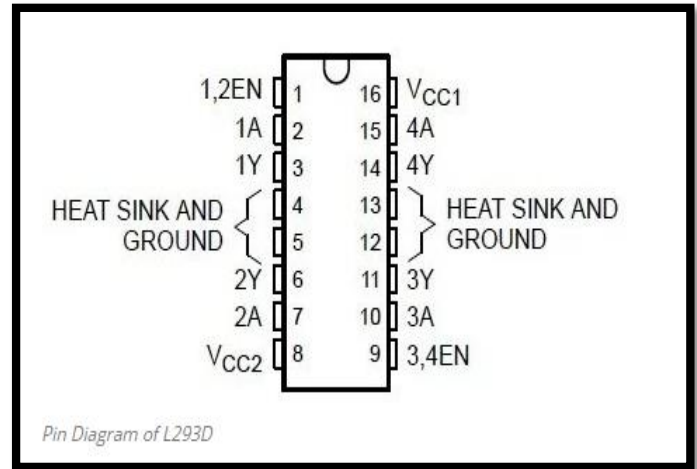 1,2EN 1 16 VCC1
1A 2 15 4A
1Y 3 14 4Y
HEAT SINK AND 4 13 HEAT SINK AND
GROUND 5 12 GROUND
2Y 6 11 3Y
2A 7 10 3A
VCC2 8 9 3,4EN
Pin Diagram of L293D